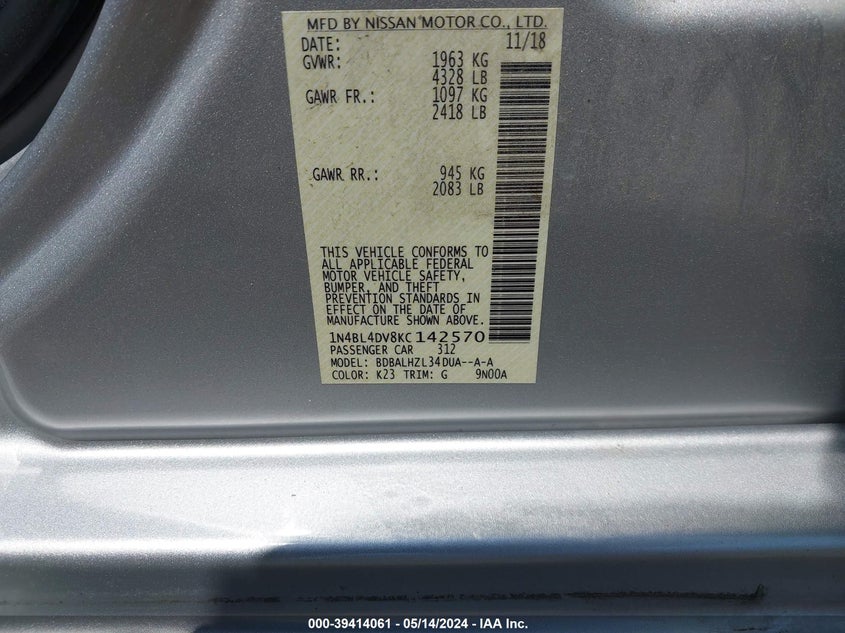 MFD BY NISSAN MOTOR CO., LTD.
DATE: 11/18
GVWR: 1963 KG
4328 LB
GAWR FR.: 1097 KG
2418 LB
GAWR RR.: 945 KG
2083 LB
THIS VEHICLE CONFORMS TO
ALL APPLICABLE FEDERAL
MOTOR VEHICLE SAFETY,
BUMPER, AND THEFT
PREVENTION STANDARDS IN
EFFECT ON THE DATE OF
MANUFACTURE SHOWN ABOVE.
1N4BL4DV8KC142570
PASSENGER CAR 312
MODEL: BDBALHZL34DUA--A-A
COLOR: K23 TRIM: G 9N00A
000-39414061 - 05/14/2024 - IAA Inc.